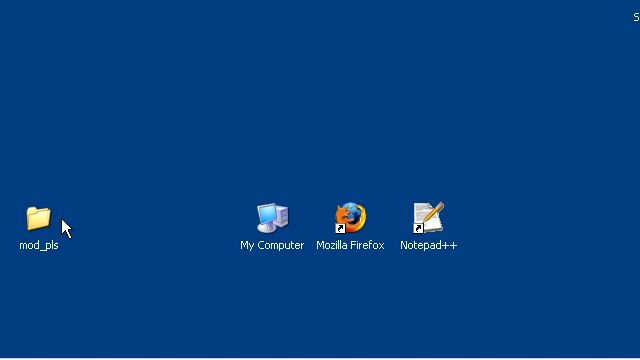 S
mod_pls
My Computer
Mozilla Firefox
Notepad++